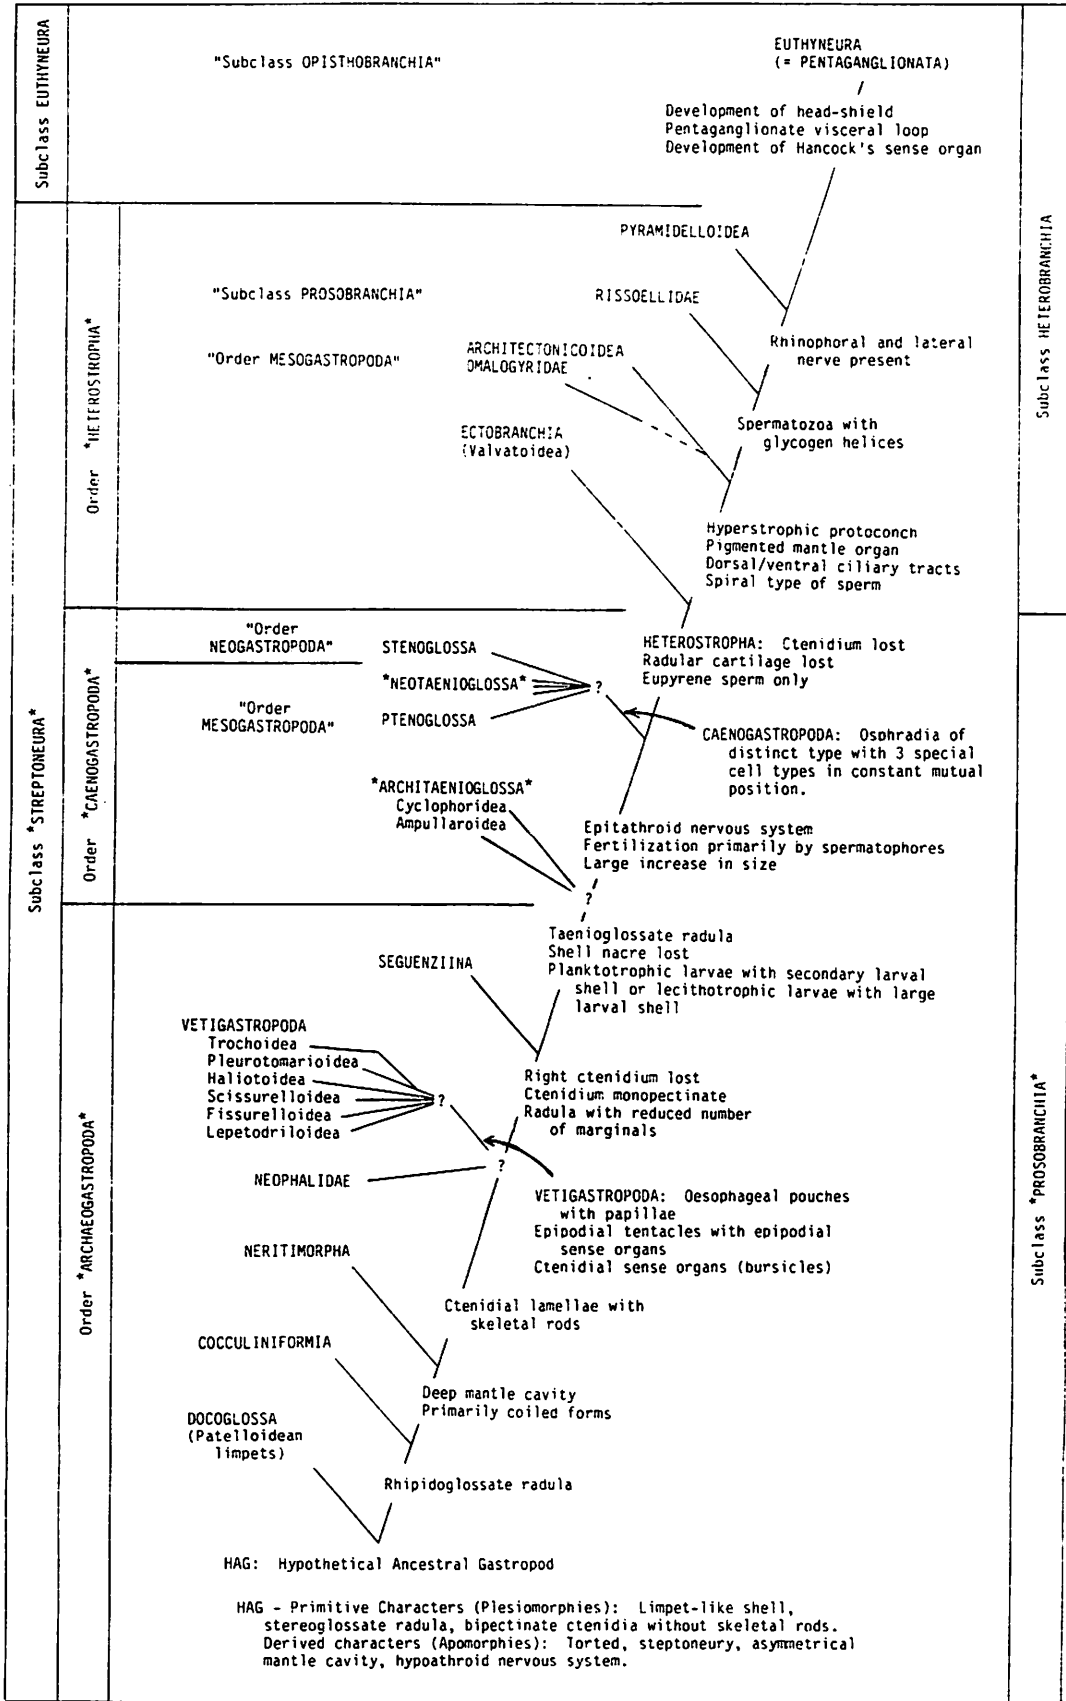 Subclass EUTHYNEURA
"Subclass OPISTHOBRANCHIA"
EUTHYNEURA
(= PENTAGANGLIONATA)
Development of head-shield
Pentaganglionate visceral loop
Development of Hancock's sense organ
Subclass *STREPTONEURA*
Order *HETEROSTROPHA*
Subclass HETEROBRANCHIA
PYRAMIDELLOIDEA
"Subclass PROSOBRANCHIA"
RISSOELLIDAE
Rhinophoral and lateral
nerve present
"Order MESOGASTROPODA"
ARCHITECTONICOIDEA
OMALOGYRIDAE
Spermatozoa with
glycogen helices
ECTOBRANCHIA
(Valvatoidea)
Hyperstrophic protoconch
Pigmented mantle organ
Dorsal/ventral ciliary tracts
Spiral type of sperm
Order *CAENOGASTROPODA*
"Order
NEOGASTROPODA"
STENOGLOSSA
HETEROSTROPHA: Ctenidium lost
Radular cartilage lost
Eupyrene sperm only
*NEOTAENIOGLOSSA*
?
"Order
MESOGASTROPODA"
PTENOGLOSSA
CAENOGASTROPODA: Osphradia of
distinct type with 3 special
cell types in constant mutual
position.
*ARCHITAENIOGLOSSA*
Cyclophoridea
Ampullaroidea
Epitathroid nervous system
Fertilization primarily by spermatophores
Large increase in size
?
Order *ARCHAEOGASTROPODA*
Subclass *PROSOBRANCHIA*
Taenioglossate radula
Shell nacre lost
Planktotrophic larvae with secondary larval
shell or lecithotrophic larvae with large
larval shell
SEGUENZIINA
VETIGASTROPODA
Trochoidea
Pleurotomarioidea
Haliotoidea
Scissurelloidea
Fissurelloidea
Lepetodriloidea
?
Right ctenidium lost
Ctenidium monopectinate
Radula with reduced number
of marginals
?
NEOPHALIDAE
VETIGASTROPODA: Oesophageal pouches
with papillae
Epipodial tentacles with epipodial
sense organs
Ctenidial sense organs (bursicles)
NERITIMORPHA
Ctenidial lamellae with
skeletal rods
COCCULINIFORMIA
Deep mantle cavity
Primarily coiled forms
DOCOGLOSSA
(Patelloidean
limpets)
Rhipidoglossate radula
HAG: Hypothetical Ancestral Gastropod
HAG - Primitive Characters (Plesiomorphies): Limpet-like shell,
stereoglossate radula, bipectinate ctenidia without skeletal rods.
Derived characters (Apomorphies): Torted, steptoneury, asymmetrical
mantle cavity, hypoathroid nervous system.